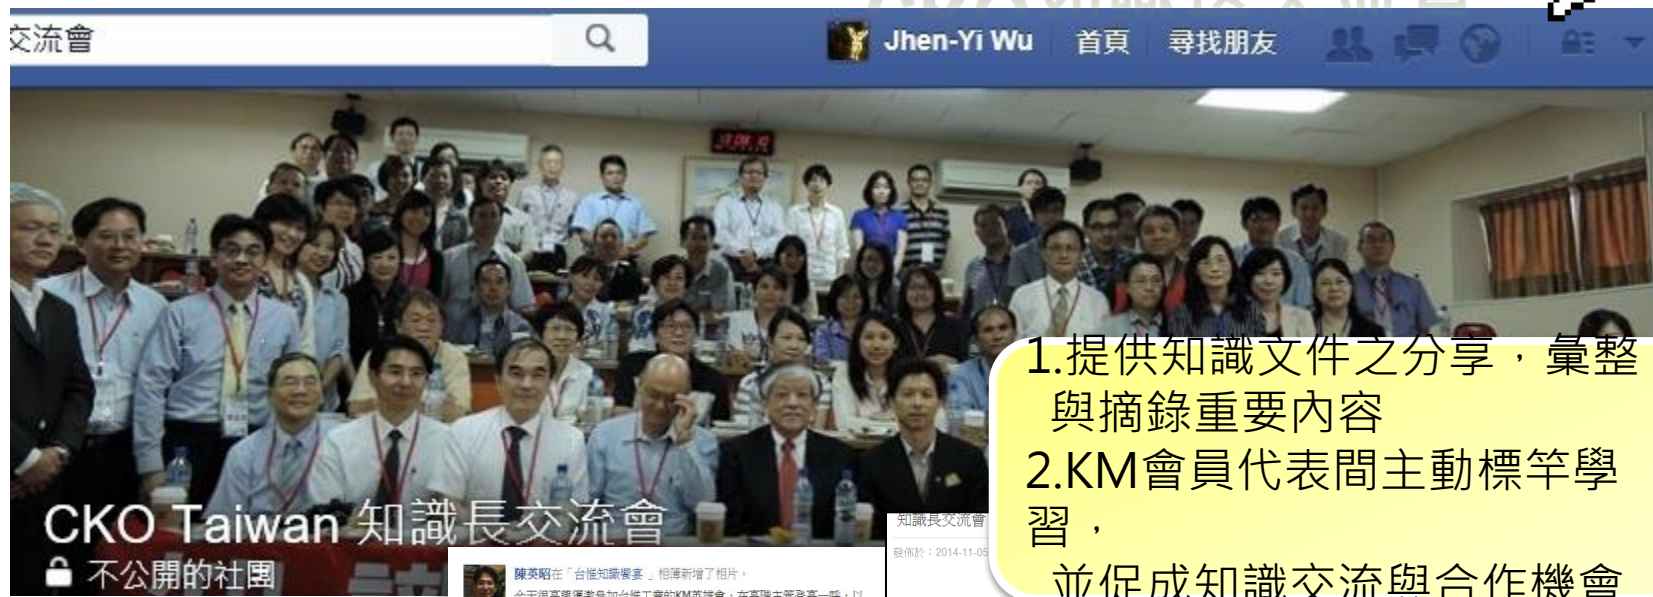 交流會
Jhen-Yi Wu 首頁 尋找朋友
CKO Taiwan 知識長交流會
不公開的社團
陳英昭在「台惟知識饗宴」相薄新增了相片。
知識長交流會
發佈於：2014-11-05
1.提供知識文件之分享，彙整
與摘錄重要內容
2.KM會員代表間主動標竿學
習，
並促成知識交流與合作機會